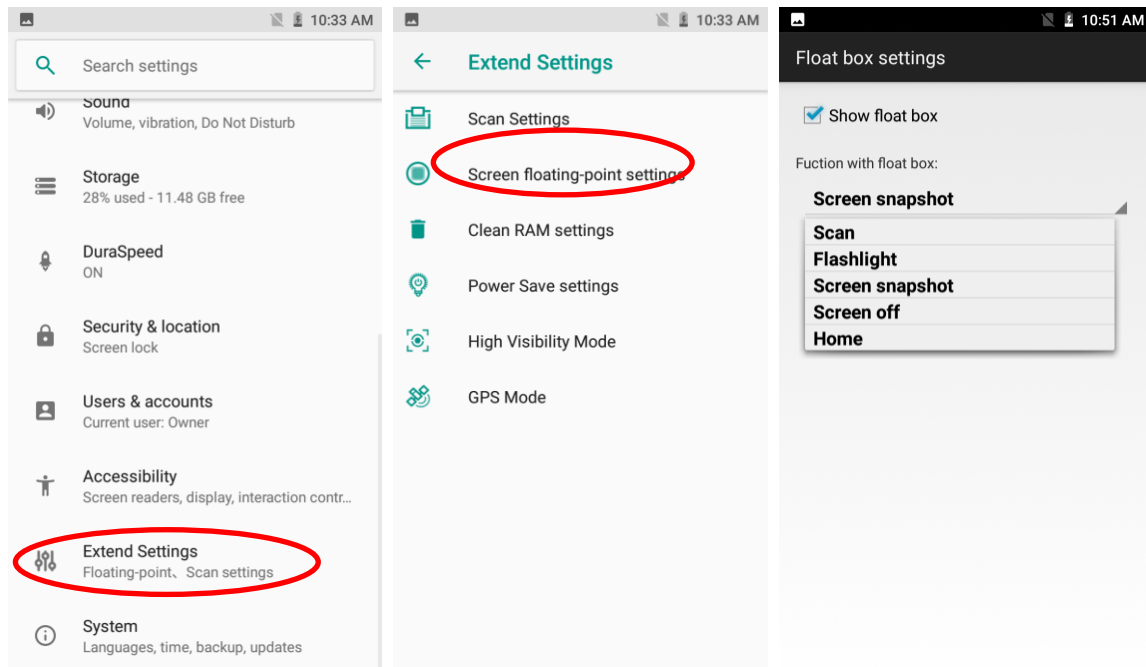 10:33 AM
Search settings
Sound
Volume, vibration, Do Not Disturb
Storage
28% used - 11.48 GB free
DuraSpeed
ON
Security & location
Screen lock
Users & accounts
Current user: Owner
Accessibility
Screen readers, display, interaction contr...
Extend Settings
Floating-point、Scan settings
System
Languages, time, backup, updates
10:33 AM
Extend Settings
Scan Settings
Screen floating-point settings
Clean RAM settings
Power Save settings
High Visibility Mode
GPS Mode
10:51 AM
Float box settings
Show float box
Fuction with float box:
Screen snapshot
Scan
Flashlight
Screen snapshot
Screen off
Home